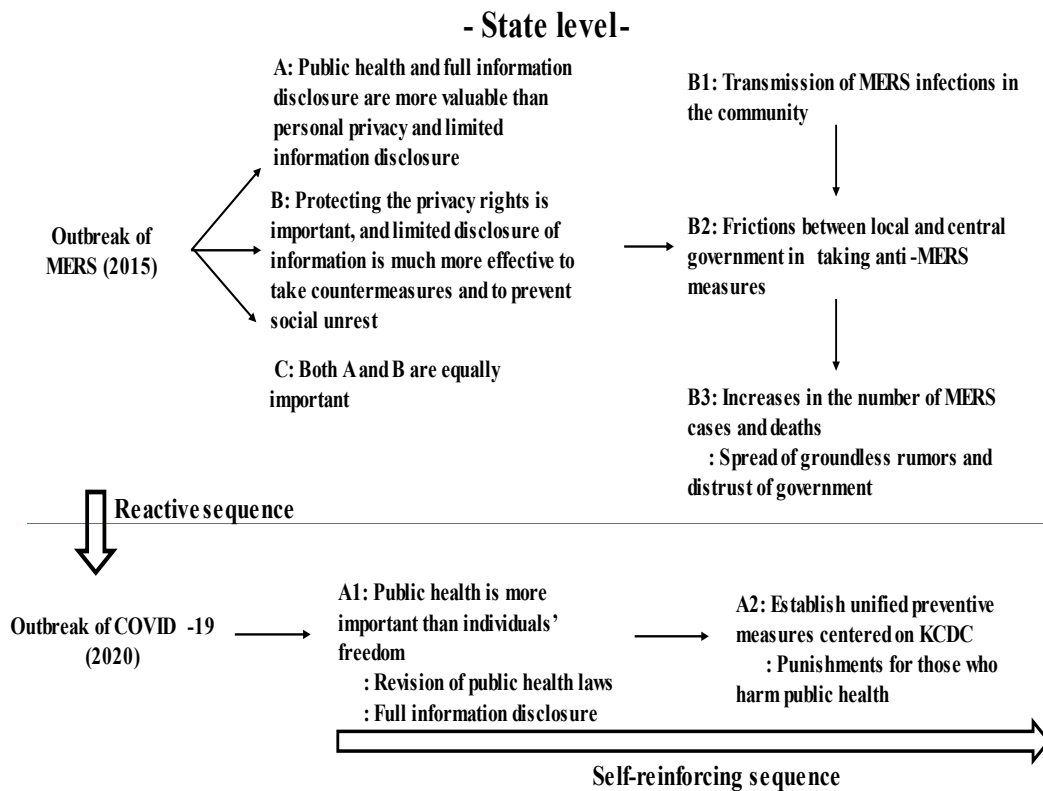 - State level-
A: Public health and full information
disclosure are more valuable than
personal privacy and limited
information disclosure
Outbreak of
MERS (2015)
B: Protecting the privacy rights is
important, and limited disclosure of
information is much more effective to
take countermeasures and to prevent
social unrest
C: Both A and B are equally
important
B1: Transmission of MERS infections in
the community
B2: Frictions between local and central
government in taking anti-MERS
measures
B3: Increases in the number of MERS
cases and deaths
: Spread of groundless rumors and
distrust of government
Reactive sequence
Outbreak of COVID -19
(2020)
A1: Public health is more
important than individuals’
freedom
: Revision of public health laws
: Full information disclosure
A2: Establish unified preventive
measures centered on KCDC
: Punishments for those who
harm public health
Self-reinforcing sequence